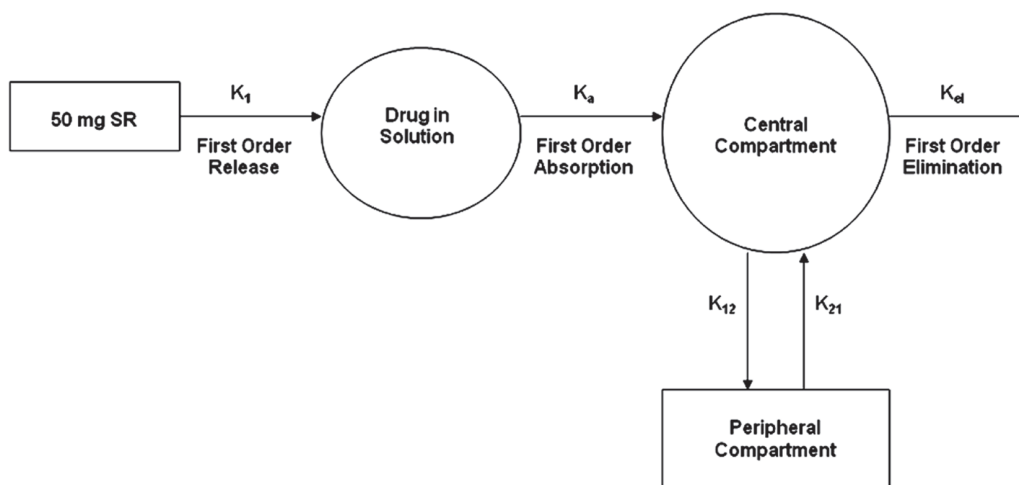 50 mg SR
K1
First Order
Release
Drug in
Solution
Ka
First Order
Absorption
Central
Compartment
Kel
First Order
Elimination
K12
K21
Peripheral
Compartment